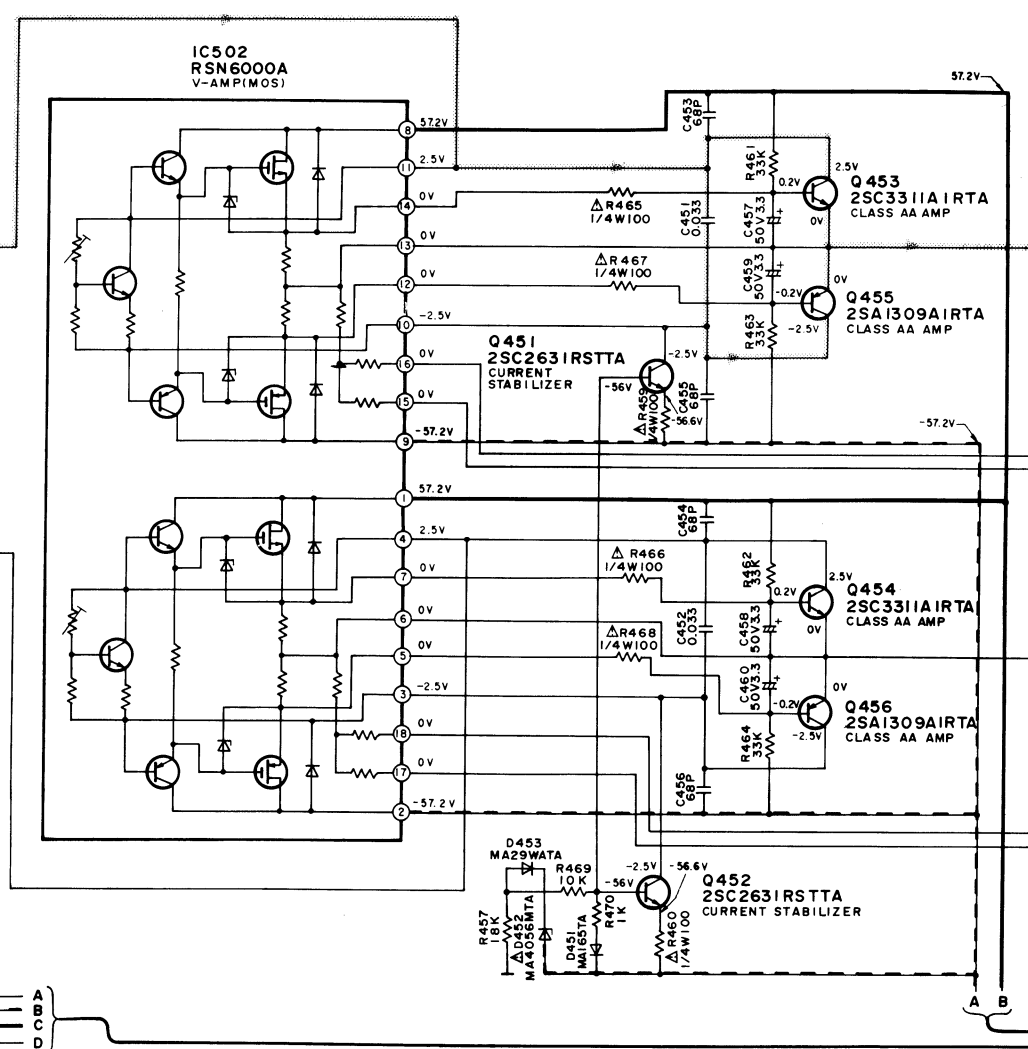 IC502
RSN6000A
V-AMP(MOS)
57.2V
8
57.2V
C453
68P
11
2.5V
R461
33K
2.5V
Q453
2SC3311A1RTA
CLASS AA AMP
0.2V
14
0V
⚠R465
1/4W100
C451
0.033
C457
50V3.3
+
0V
13
0V
⚠R467
1/4W100
C459
50V3.3
+
0V
12
0V
-0.2V
Q455
2SA1309A1RTA
CLASS AA AMP
10
-2.5V
R463
33K
-2.5V
Q451
2SC2631RSTTA
CURRENT
STABILIZER
-2.5V
16
0V
-56V
15
0V
⚠R459
1/4W100
-56.6V
C455
68P
9
-57.2V
-57.2V
1
57.2V
C454
68P
4
2.5V
⚠ R466
1/4W100
R462
33K
2.5V
Q454
2SC3311A1RTA
CLASS AA AMP
0.2V
7
0V
6
0V
⚠R468
1/4W100
C452
0.033
C458
50V3.3
+
0V
5
0V
C460
50V3.3
+
0V
3
-2.5V
-0.2V
Q456
2SA1309A1RTA
CLASS AA AMP
-2.5V
18
0V
R464
33K
17
0V
C456
68P
2
-57.2V
D453
MA29WATA
R469
10K
-2.5V
-56.6V
-56V
Q452
2SC2631RSTTA
CURRENT STABILIZER
R457
18K
⚠D452
MA4056MTA
D451
MA165TA
R470
1K
⚠R460
1/4W100
A
B
C
D
A B